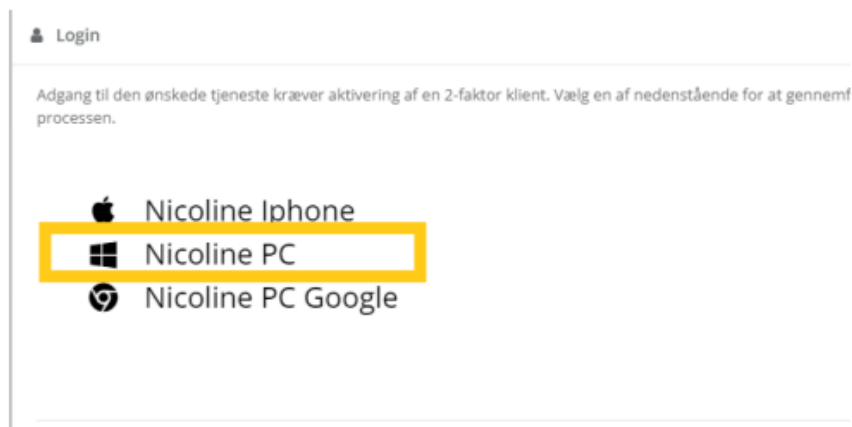 Login
Adgang til den ønskede tjeneste kræver aktivering af en 2-faktor klient. Vælg en af nedenstående for at gennemf
processen.
Nicoline Iphone
Nicoline PC
Nicoline PC Google